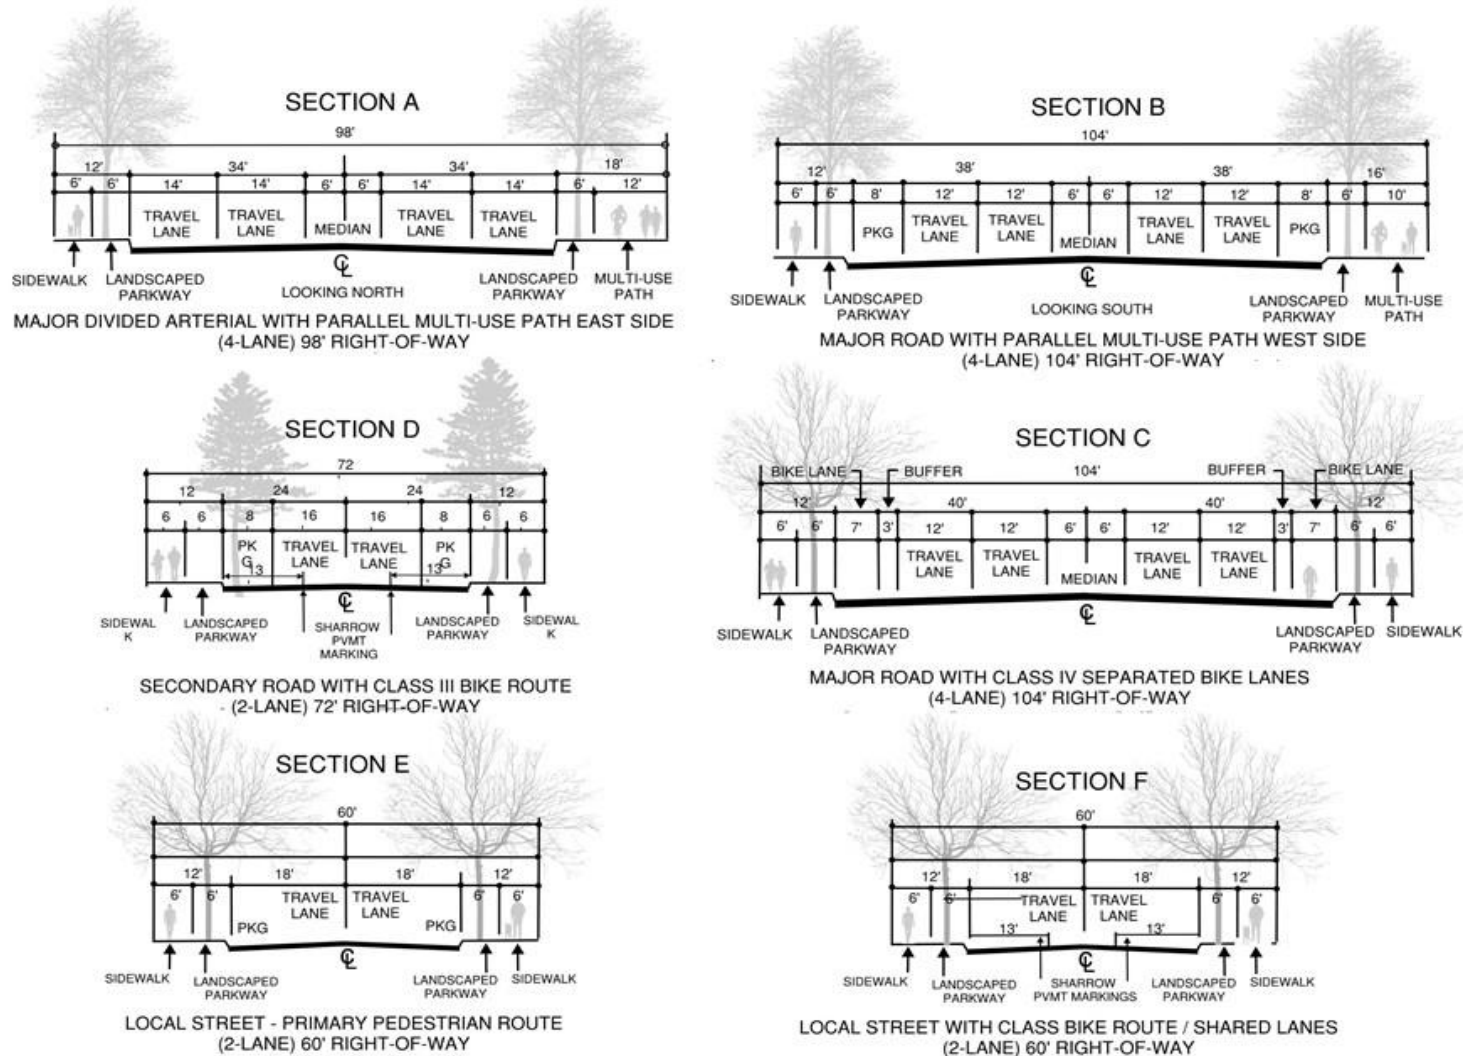 SECTION A
98'
12' 34' 34' 18'
6' 6' 14' 14' 6' 6' 14' 14' 6' 12'
TRAVEL LANE TRAVEL LANE MEDIAN TRAVEL LANE TRAVEL LANE
℄
SIDEWALK LANDSCAPED PARKWAY LOOKING NORTH LANDSCAPED PARKWAY MULTI-USE PATH
MAJOR DIVIDED ARTERIAL WITH PARALLEL MULTI-USE PATH EAST SIDE
(4-LANE) 98' RIGHT-OF-WAY
SECTION B
104'
12' 38' 38' 16'
6' 6' 8' 12' 12' 6' 6' 12' 12' 8' 6' 10'
PKG TRAVEL LANE TRAVEL LANE MEDIAN TRAVEL LANE TRAVEL LANE PKG
℄
SIDEWALK LANDSCAPED PARKWAY LOOKING SOUTH LANDSCAPED PARKWAY MULTI-USE PATH
MAJOR ROAD WITH PARALLEL MULTI-USE PATH WEST SIDE
(4-LANE) 104' RIGHT-OF-WAY
SECTION D
72
12 24 24 12
6 6 8 16 16 8 6 6
PK G TRAVEL LANE TRAVEL LANE PK G
13 13
℄
SIDEWAL K LANDSCAPED PARKWAY SHARROW PVMT MARKING LANDSCAPED PARKWAY SIDEWAL K
SECONDARY ROAD WITH CLASS III BIKE ROUTE
(2-LANE) 72' RIGHT-OF-WAY
SECTION C
BIKE LANE BUFFER 104' BUFFER BIKE LANE
12' 40' 40' 12'
6' 6' 7' 3' 12' 12' 6' 6' 12' 12' 3' 7' 6' 6'
TRAVEL LANE TRAVEL LANE MEDIAN TRAVEL LANE TRAVEL LANE
℄
SIDEWALK LANDSCAPED PARKWAY LANDSCAPED PARKWAY SIDEWALK
MAJOR ROAD WITH CLASS IV SEPARATED BIKE LANES
(4-LANE) 104' RIGHT-OF-WAY
SECTION E
60'
12' 18' 18' 12'
6' 6' 6' 6'
TRAVEL LANE TRAVEL LANE
PKG PKG
℄
SIDEWALK LANDSCAPED PARKWAY LANDSCAPED PARKWAY SIDEWALK
LOCAL STREET - PRIMARY PEDESTRIAN ROUTE
(2-LANE) 60' RIGHT-OF-WAY
SECTION F
60'
12' 18' 18' 12'
6' 6' 6' 6'
TRAVEL LANE TRAVEL LANE
13' 13'
℄
SIDEWALK LANDSCAPED PARKWAY SHARROW PVMT MARKINGS LANDSCAPED PARKWAY SIDEWALK
LOCAL STREET WITH CLASS BIKE ROUTE / SHARED LANES
(2-LANE) 60' RIGHT-OF-WAY